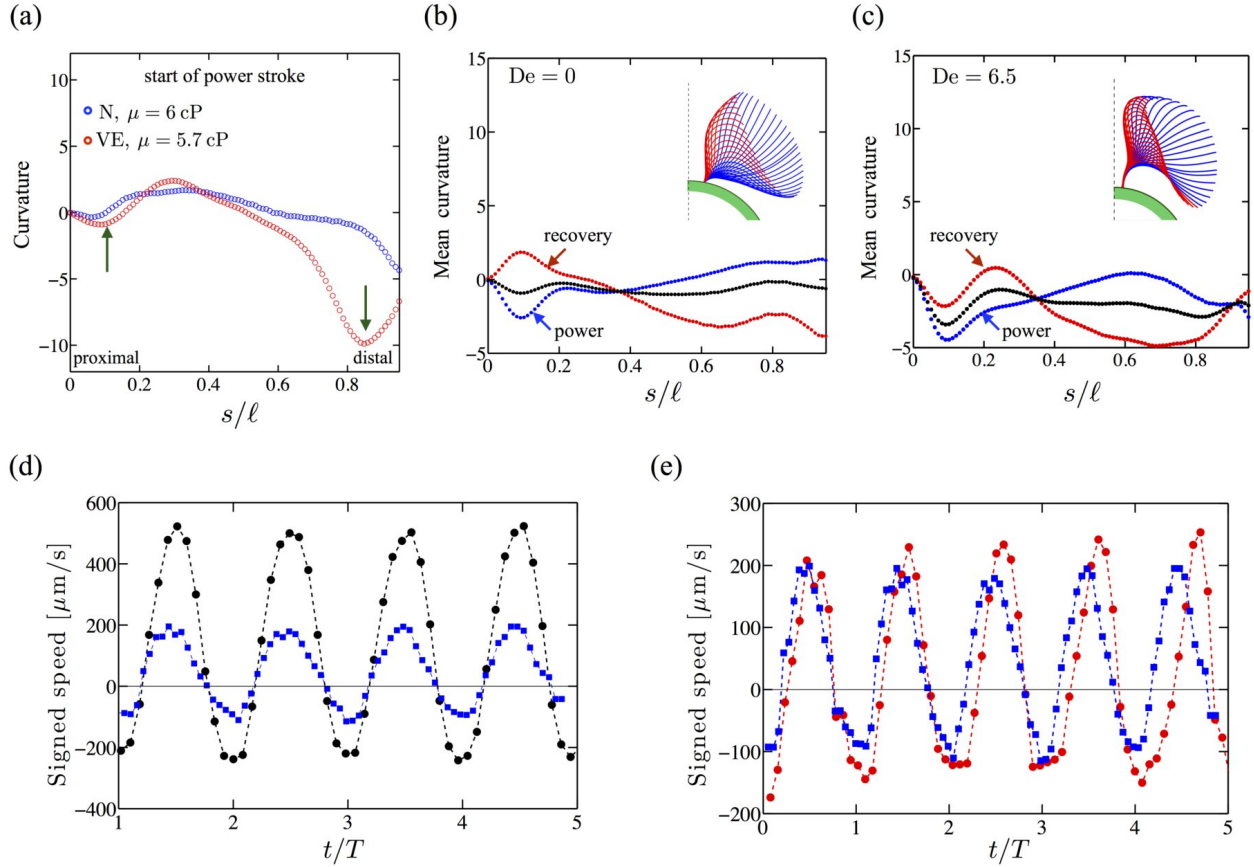 (a)
start of power stroke
N, μ = 6 cP
VE, μ = 5.7 cP
Curvature
10
5
0
−5
−10
proximal
distal
0
0.2
0.4
0.6
0.8
s/ℓ
(b)
De = 0
Mean curvature
15
10
5
0
−5
recovery
power
0
0.2
0.4
0.6
0.8
s/ℓ
(c)
De = 6.5
Mean curvature
15
10
5
0
−5
recovery
power
0
0.2
0.4
0.6
0.8
s/ℓ
(d)
Signed speed [μm/s]
600
400
200
0
−200
−400
1
2
3
4
5
t/T
(e)
Signed speed [μm/s]
300
200
100
0
−100
−200
0
1
2
3
4
5
t/T